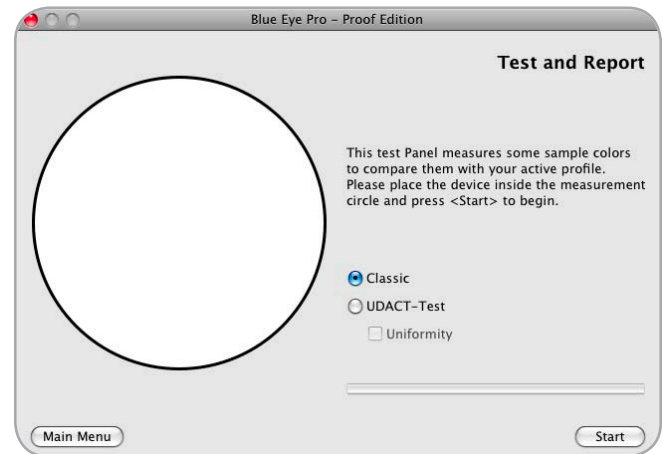 Blue Eye Pro – Proof Edition
Test and Report
This test Panel measures some sample colors
to compare them with your active profile.
Please place the device inside the measurement
circle and press <Start> to begin.
Classic
UDACT-Test
Uniformity
Main Menu
Start